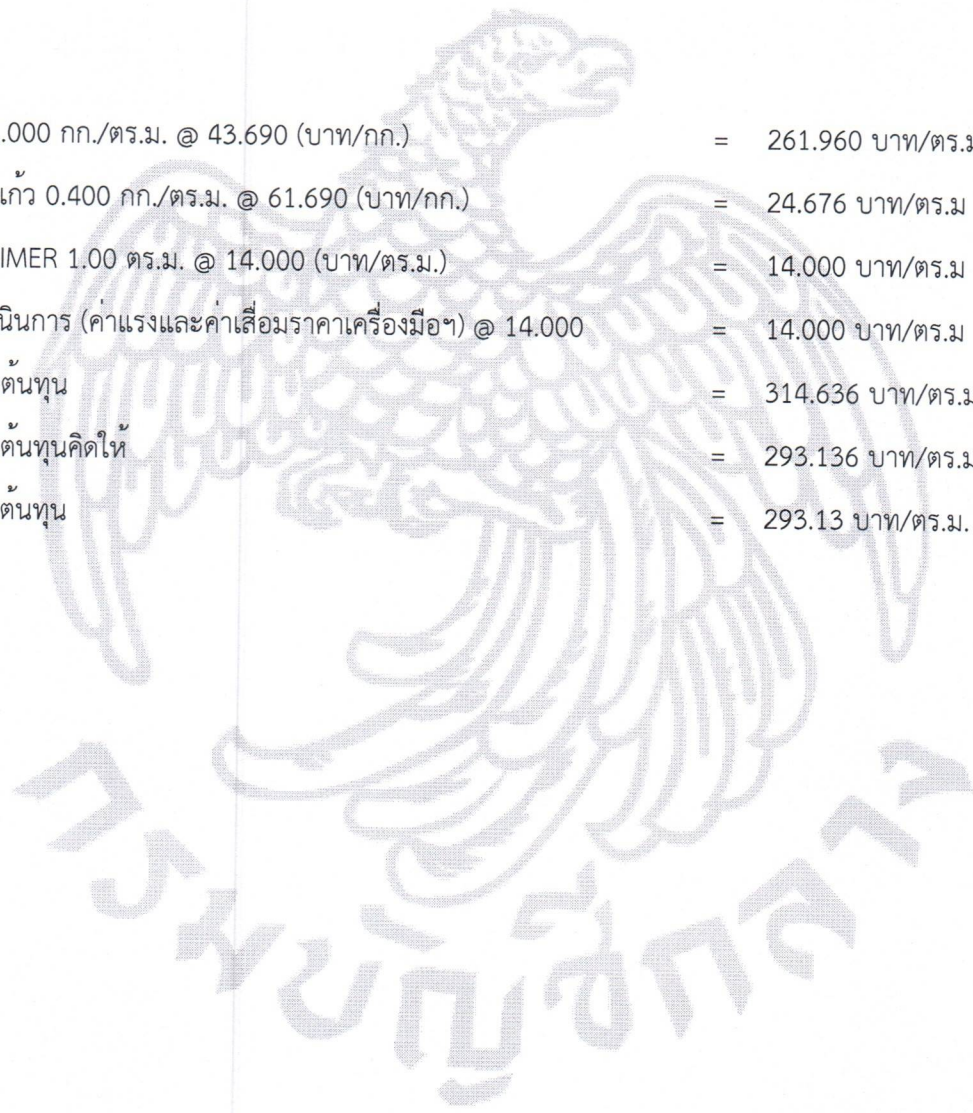 .000 กก./ตร.ม. @ 43.690 (บาท/กก.) = 261.960 บาท/ตร.ม
แก้ว 0.400 กก./ตร.ม. @ 61.690 (บาท/กก.) = 24.676 บาท/ตร.ม
IMER 1.00 ตร.ม. @ 14.000 (บาท/ตร.ม.) = 14.000 บาท/ตร.ม
นินการ (ค่าแรงและค่าเสื่อมราคาเครื่องมือฯ) @ 14.000 = 14.000 บาท/ตร.ม
ต้นทุน = 314.636 บาท/ตร.ม
ต้นทุนคิดให้ = 293.136 บาท/ตร.ม
ต้นทุน = 293.13 บาท/ตร.ม.
กรมบัญชีกลาง